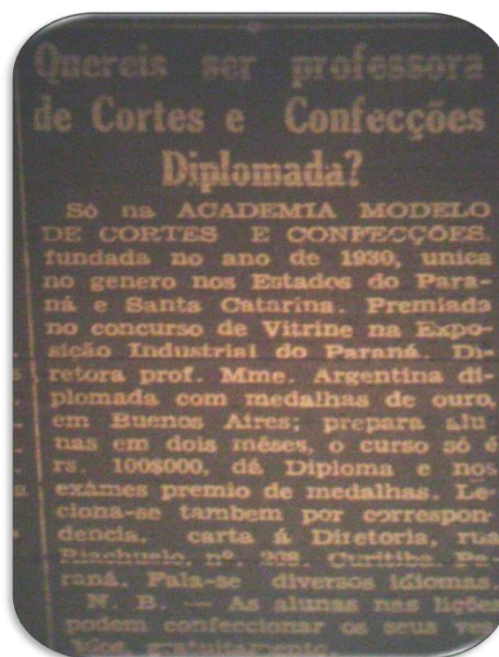 Quereis ser professora
de Cortes e Confecções
Diplomada?
Só na ACADEMIA MODELO
DE CORTES E CONFECÇÕES,
fundada no ano de 1930, unica
no genero nos Estados do Para-
ná e Santa Catarina. Premiada
no concurso de Vitrine na Expo-
sição Industrial do Paraná. Di-
retora prof. Mme. Argentina di-
plomada com medalhas de ouro,
em Buenos Aires; prepara alu
nas em dois mêses, o curso só é
rs. 100$000, dá Diploma e nos
exâmes premio de medalhas. Le-
ciona-se tambem por correspon-
dencia. carta á Diretoria, rua
Riachuelo, nº. 208. Curitiba Pa-
raná. Fala-se diversos idiomas
N. B. — As alunas nas lições
podem confeccionar os seus ves
tidos gratuitamente.